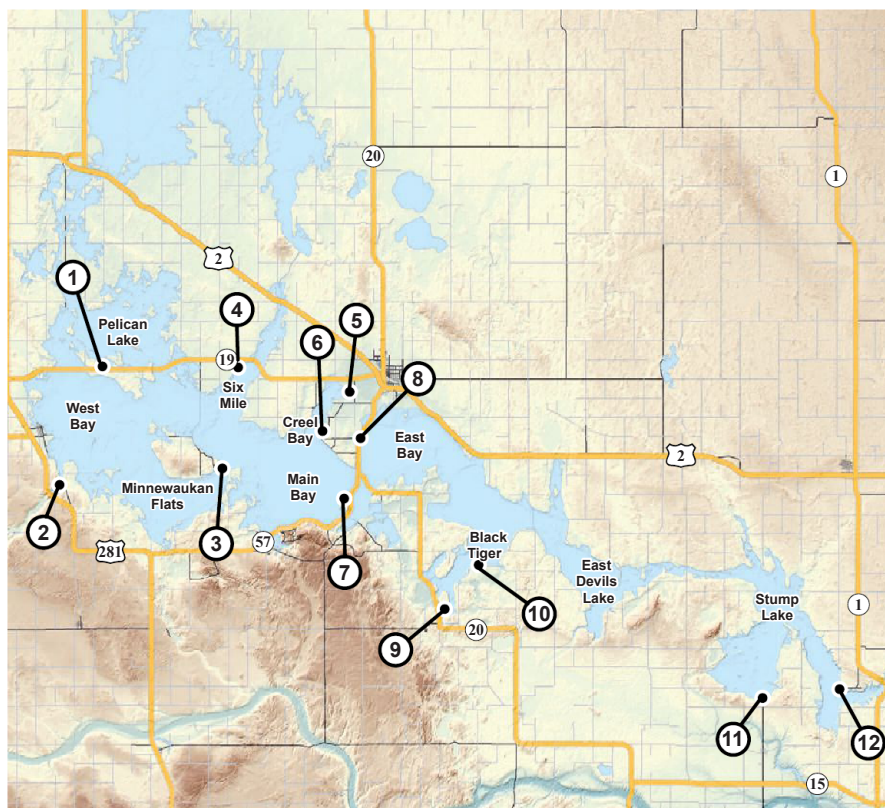 20
1
2
1
4
Pelican
Lake
5
6
19
Six
Mile
8
West
Bay
Creel
Bay
East
Bay
2
Main
Bay
Minnewaukan
Flats
2
281
3
57
7
Black
Tiger
10
East
Devils
Lake
Stump
Lake
1
9
20
11
12
15